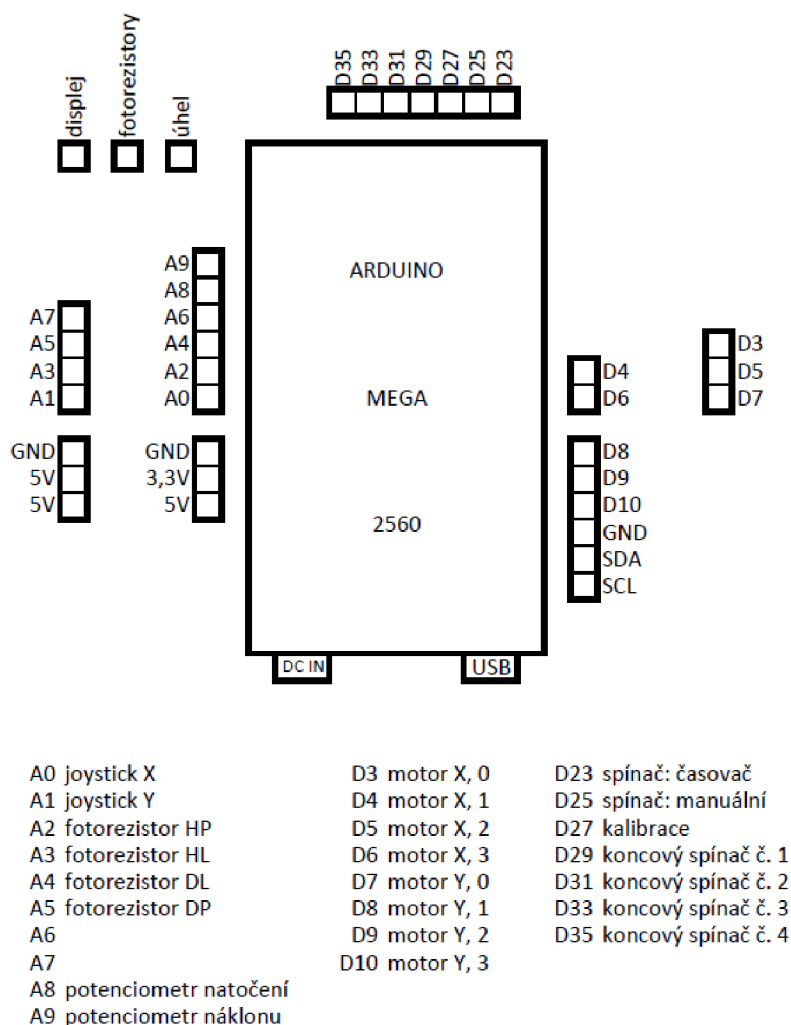 displej
fotorezistory
úhel
D35
D33
D31
D29
D27
D25
D23
A9
A8
A6
A4
A2
A0
A7
A5
A3
A1
GND
5V
5V
GND
3,3V
5V
ARDUINO
MEGA
2560
DC IN
USB
D4
D6
D3
D5
D7
D8
D9
D10
GND
SDA
SCL
A0 joystick X
A1 joystick Y
A2 fotorezistor HP
A3 fotorezistor HL
A4 fotorezistor DL
A5 fotorezistor DP
A6
A7
A8 potenciometr natočení
A9 potenciometr náklonu
D3 motor X, 0
D4 motor X, 1
D5 motor X, 2
D6 motor X, 3
D7 motor Y, 0
D8 motor Y, 1
D9 motor Y, 2
D10 motor Y, 3
D23 spínač: časovač
D25 spínač: manuální
D27 kalibrace
D29 koncový spínač č. 1
D31 koncový spínač č. 2
D33 koncový spínač č. 3
D35 koncový spínač č. 4